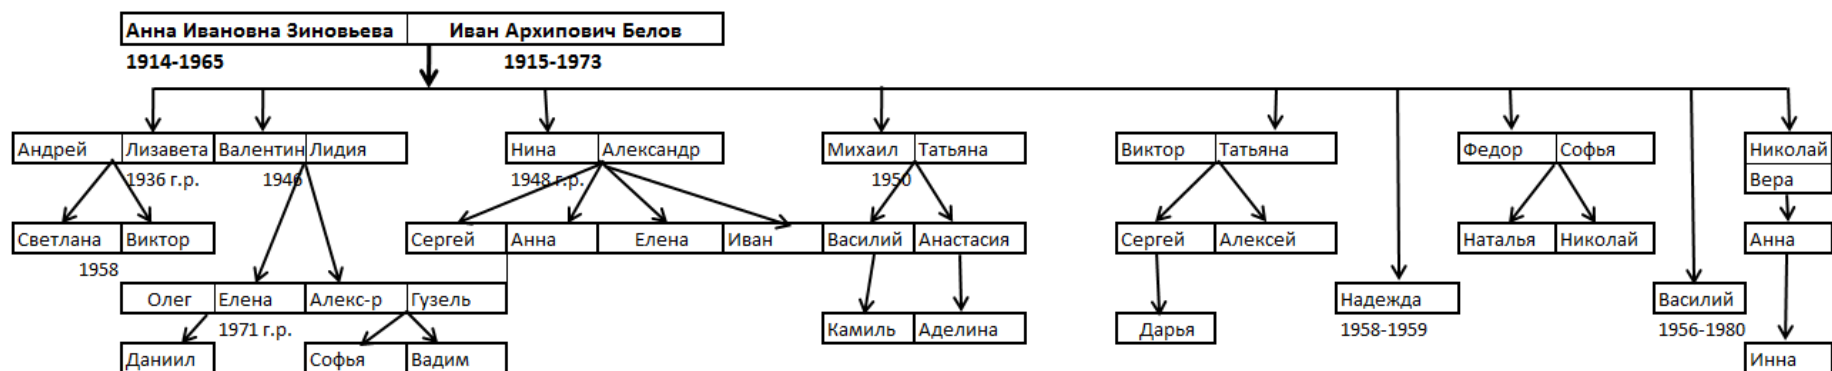 Анна Ивановна Зиновьева Иван Архипович Белов
1914-1965 1915-1973
Андрей Лизавета Валентин Лидия Нина Александр Михаил Татьяна Виктор Татьяна Федор Софья Николай
1936 г.р. 1946 1948 г.р. 1950 Вера
Светлана Виктор Сергей Анна Елена Иван Василий Анастасия Сергей Алексей Наталья Николай Анна
1958
Олег Елена Алекс-р Гузель Камиль Аделина Дарья Надежда Василий
1971 г.р. 1958-1959 1956-1980
Даниил Софья Вадим Инна